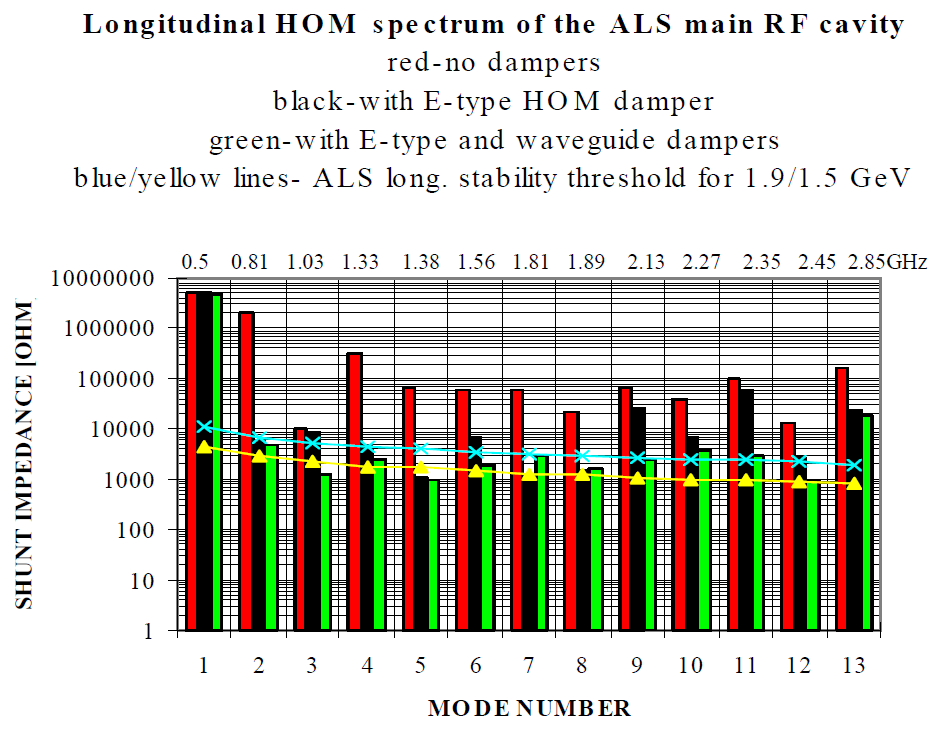 Longitudinal HOM spectrum of the ALS main RF cavity
red-no dampers
black-with E-type HOM damper
green-with E-type and waveguide dampers
blue/yellow lines- ALS long. stability threshold for 1.9/1.5 GeV
0.5 0.81 1.03 1.33 1.38 1.56 1.81 1.89 2.13 2.27 2.35 2.45 2.85GHz
10000000
1000000
100000
10000
1000
100
10
1
SHUNT IMPEDANCE [OHM
1 2 3 4 5 6 7 8 9 10 11 12 13
MODE NUMBER